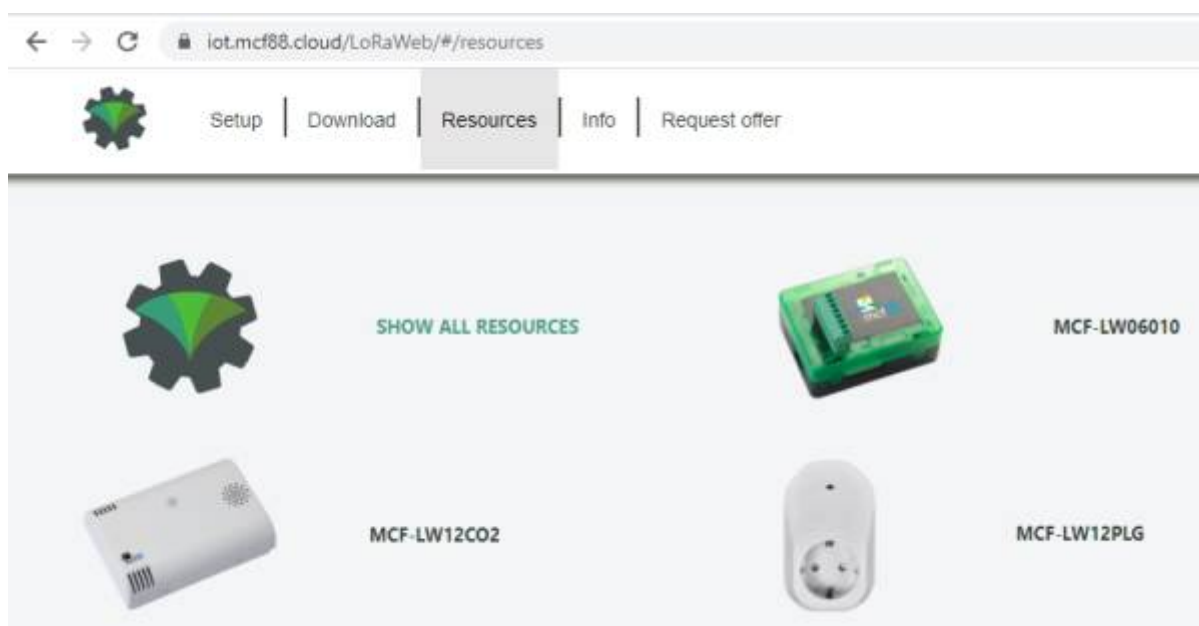 iot.mcf88.cloud/LoRaWeb/#/resources
Setup Download Resources Info Request offer
SHOW ALL RESOURCES
MCF-LW06010
MCF-LW12CO2
MCF-LW12PLG